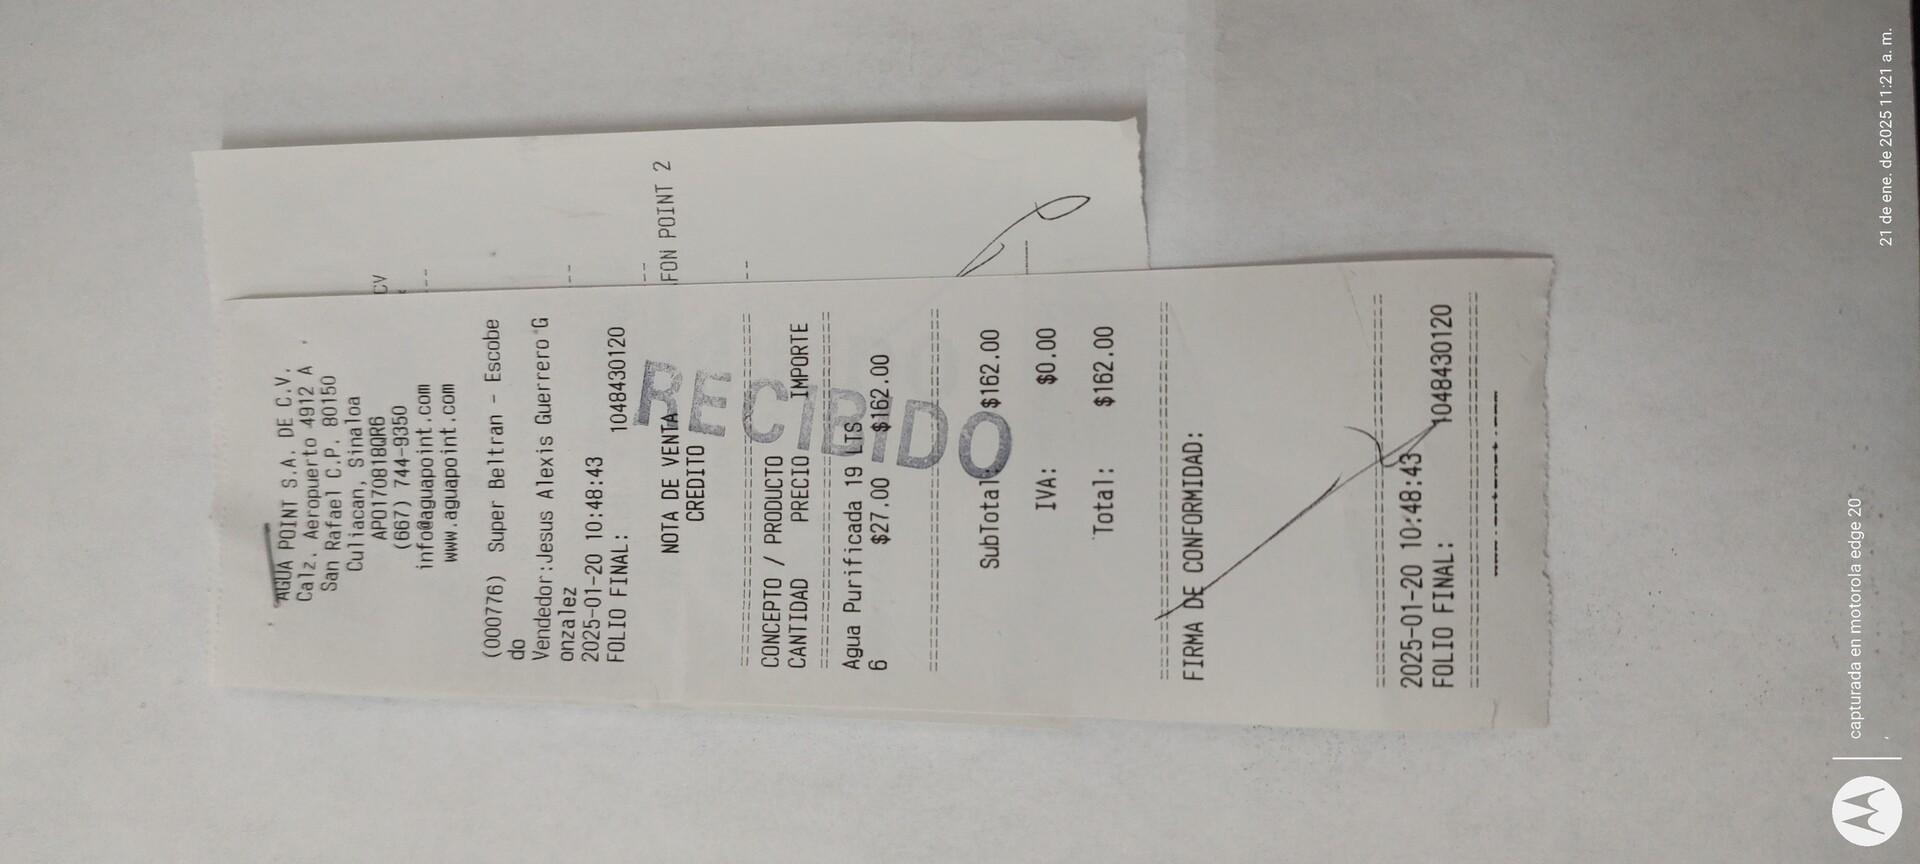 AGUA POINT S.A. DE C.V.
Calz. Aeropuerto 4912 A
San Rafael C.P. 80150
Culiacan, Sinaloa
APO170818QR6
(667) 744-9350
info@aguapoint.com
www.aguapoint.com
(000776) Super Beltran - Escobe
do
Vendedor:Jesus Alexis Guerrero G
onzalez
2025-01-20 10:48:43
FOLIO FINAL: 1048430120
NOTA DE VENTA
CREDITO
RECIBIDO
CONCEPTO / PRODUCTO
CANTIDAD PRECIO IMPORTE
Agua Purificada 19 LTS.
6 $27.00 $162.00
SubTotal: $162.00
IVA: $0.00
Total: $162.00
FIRMA DE CONFORMIDAD:
2025-01-20 10:48:43
FOLIO FINAL: 1048430120
CV
FON POINT 2
capturada en motorola edge 20
21 de ene. de 2025 11:21 a. m.